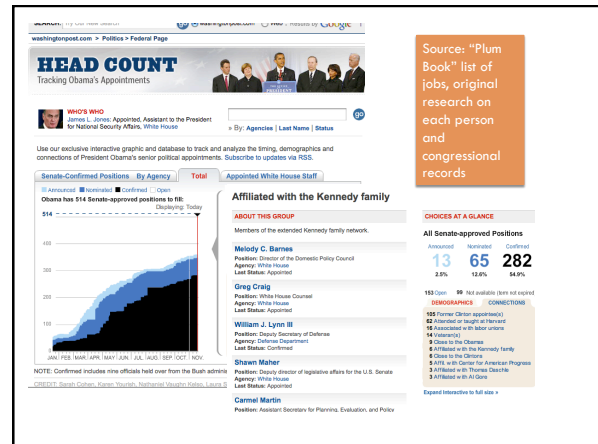 SEARCH: Try Our New Search go washingtonpost.com Web Results by Google
washingtonpost.com > Politics > Federal Page
HEAD COUNT
Tracking Obama's Appointments
WHO'S WHO
James L. Jones: Appointed, Assistant to the President
for National Security Affairs, White House
go
» By: Agencies | Last Name | Status
Use our exclusive interactive graphic and database to track and analyze the timing, demographics and
connections of President Obama's senior political appointments. Subscribe to updates via RSS.
Senate-Confirmed Positions By Agency Total Appointed White House Staff
Announced Nominated Confirmed Open
Obama has 514 Senate-approved positions to fill:
Displaying: Today
514
400
300
200
100
0
JAN. FEB. MAR. APR. MAY JUN. JUL. AUG. SEP. OCT. NOV.
NOTE: Confirmed includes nine officials held over from the Bush adminis
CREDIT: Sarah Cohen, Karen Yourish, Nathaniel Vaughn Kelso, Laura S
Affiliated with the Kennedy family
ABOUT THIS GROUP
Members of the extended Kennedy family network.
Melody C. Barnes
Position: Director of the Domestic Policy Council
Agency: White House
Last Status: Appointed
Greg Craig
Position: White House Counsel
Agency: White House
Last Status: Appointed
William J. Lynn III
Position: Deputy Secretary of Defense
Agency: Defense Department
Last Status: Confirmed
Shawn Maher
Position: Deputy director of legislative affairs for the U.S. Senate
Agency: White House
Last Status: Appointed
Carmel Martin
Position: Assistant Secretary for Planning, Evaluation, and Policy
Source: “Plum
Book” list of
jobs, original
research on
each person
and
congressional
records
CHOICES AT A GLANCE
All Senate-approved Positions
Announced Nominated Confirmed
13 65 282
2.5% 12.6% 54.9%
153 Open 99 Not available (term not expired
DEMOGRAPHICS CONNECTIONS
105 Former Clinton appointee(s)
62 Attended or taught at Harvard
16 Associated with labor unions
14 Veteran(s)
9 Close to the Obamas
6 Affiliated with the Kennedy family
6 Close to the Clintons
5 Affil. with Center for American Progress
3 Affiliated with Thomas Daschle
3 Affiliated with Al Gore
Expand Interactive to full size »